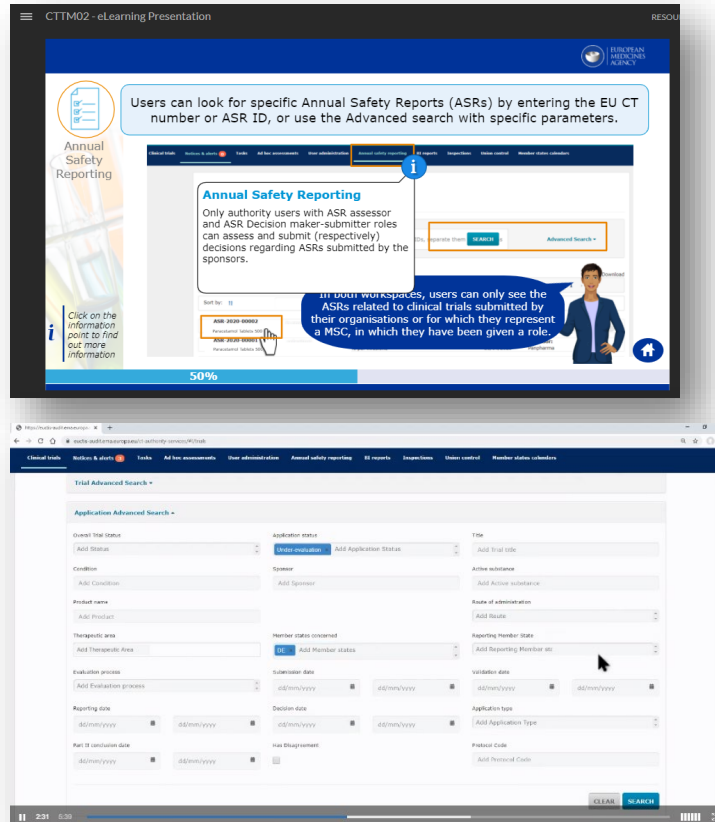 CTTM02 - eLearning Presentation
RESOU
EUROPEAN
MEDICINES
AGENCY
Users can look for specific Annual Safety Reports (ASRs) by entering the EU CT
number or ASR ID, or use the Advanced search with specific parameters.
Annual
Safety
Reporting
Clinical trials Notices & alerts Tasks Ad hoc assessments User administration Annual safety reporting EI reports Inspections Union control Member states calendars
i
Annual Safety Reporting
Only authority users with ASR assessor
and ASR Decision maker-submitter roles
can assess and submit (respectively)
decisions regarding ASRs submitted by the
sponsors.
IDs, separate them
SEARCH
Advanced Search
Download
Sort by:
In both workspaces, users can only see the
ASRs related to clinical trials submitted by
their organisations or for which they represent
a MSC, in which they have been given a role.
ASR-2020-00002
Paracetamol Tablets 500
ASR-2020-00001
Paracetamol Tablets 500
i
Click on the
information
point to find
out more
information
50%
Clinical trials Notices & alerts Tasks Ad hoc assessments User administration Annual safety reporting EI reports Inspections Union control Member states calendars
Trial Advanced Search
Application Advanced Search
Overall Trial Status Application status Title
Add Status Under evaluation Add Application Status Add Trial title
Condition Sponsor Active substance
Add Condition Add Sponsor Add Active substance
Product name Route of administration
Add Product Add Route
Therapeutic area Member states concerned Reporting Member State
Add Therapeutic Area DE Add Member states Add Reporting Member sta
Evaluation process Submission date Validation date
Add Evaluation process dd/mm/yyyy dd/mm/yyyy dd/mm/yyyy dd/mm/yyyy
Reporting date Decision date Application type
dd/mm/yyyy dd/mm/yyyy dd/mm/yyyy dd/mm/yyyy Add Application Type
Part II conclusion date Has Disagreement Protocol Code
dd/mm/yyyy dd/mm/yyyy Add Protocol Code
CLEAR SEARCH
2:31 5:39